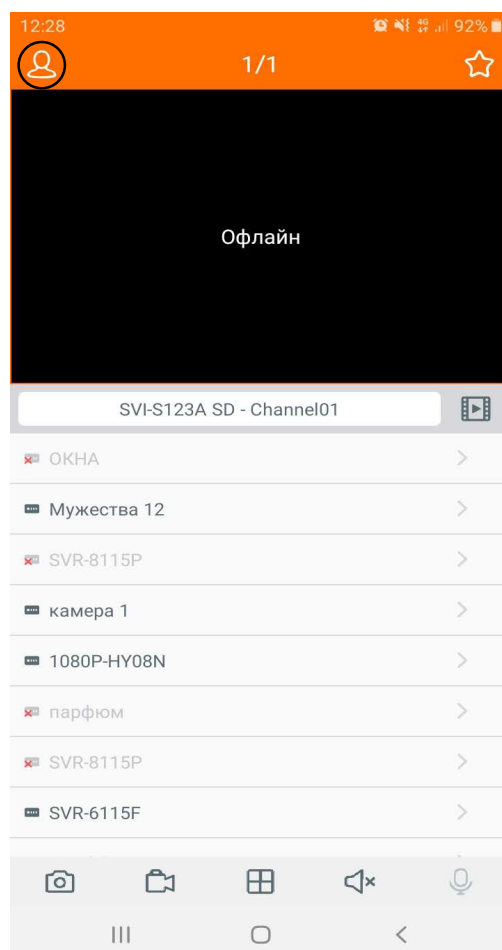 12:28
4G
92%
1/1
Офлайн
SVI-S123A SD - Channel01
ОКНА
Мужества 12
SVR-8115P
камера 1
1080P-HY08N
парфюм
SVR-8115P
SVR-6115F